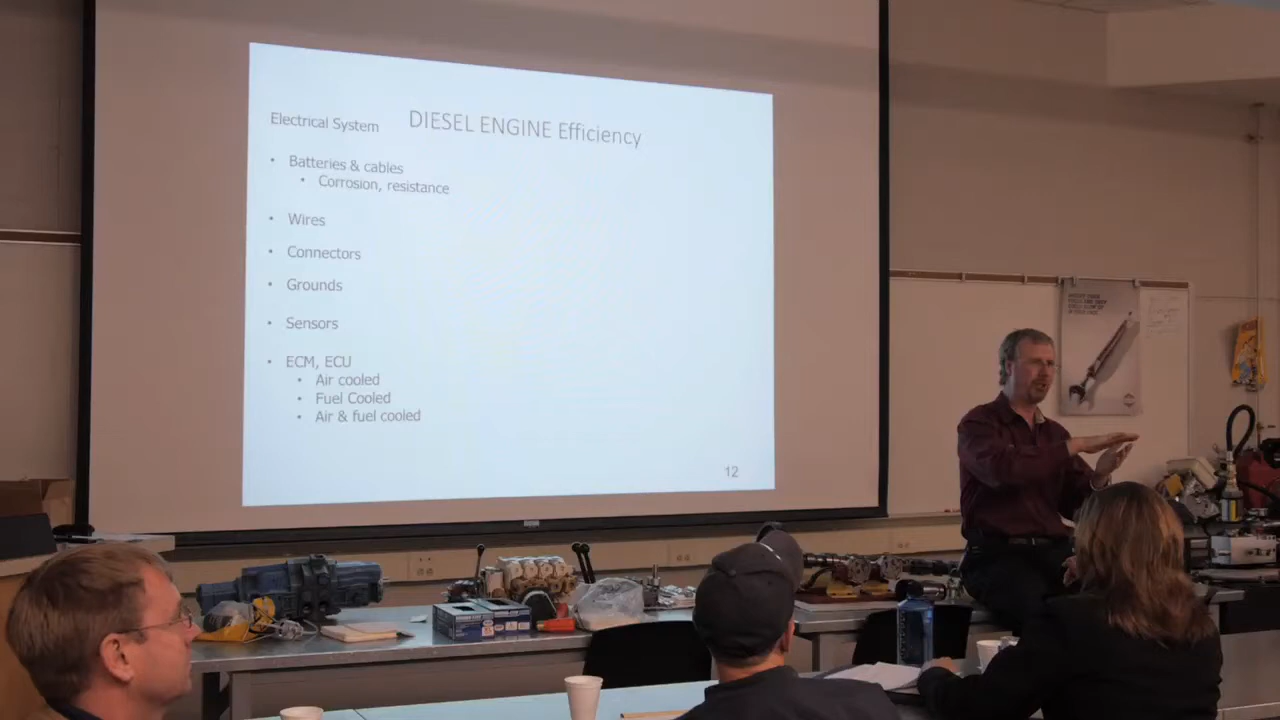 Electrical System
DIESEL ENGINE Efficiency
• Batteries & cables
• Corrosion, resistance
• Wires
• Connectors
• Grounds
• Sensors
• ECM, ECU
• Air cooled
• Fuel Cooled
• Air & fuel cooled
12